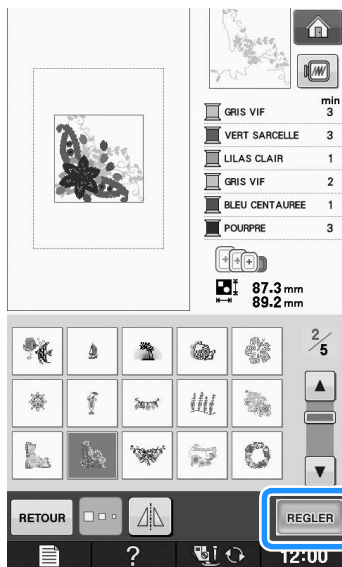 min
GRIS VIF 3
VERT SARCELLE 3
LILAS CLAIR 1
GRIS VIF 2
BLEU CENTAUREE 1
POURPRE 3
87.3 mm
89.2 mm
2/5
RETOUR
REGLER
?
12:00